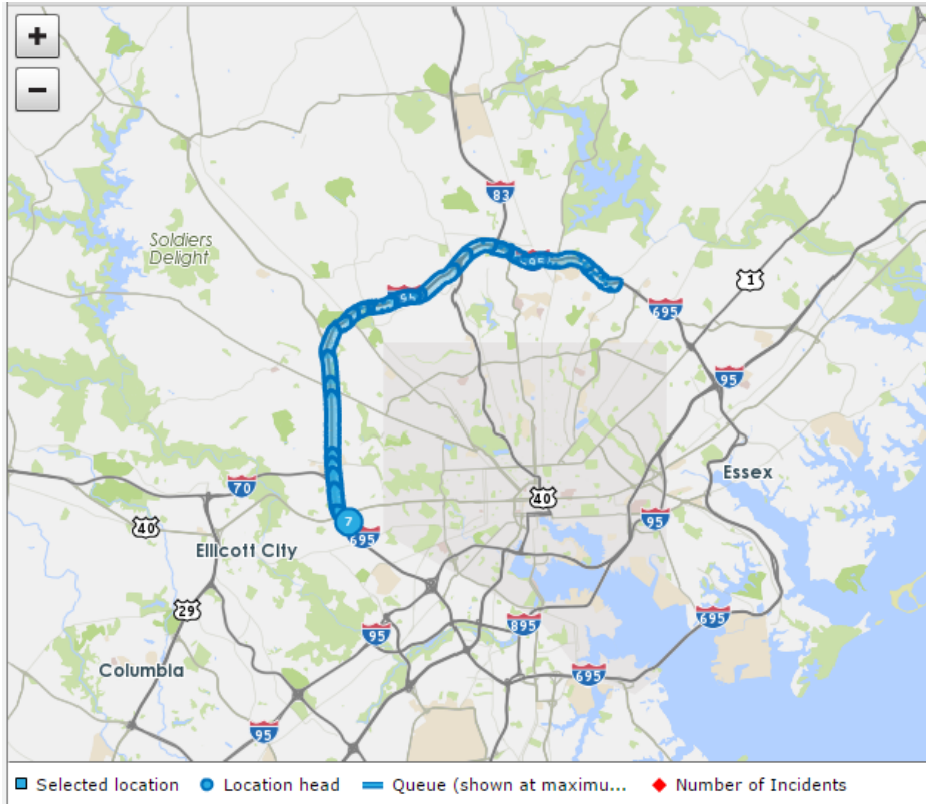 +
−
83
Soldiers
Delight
1
695
95
Essex
70
40
40
95
7
695
Ellicott City
29
95
895
695
Columbia
695
95
Selected location
Location head
Queue (shown at maximu...
Number of Incidents